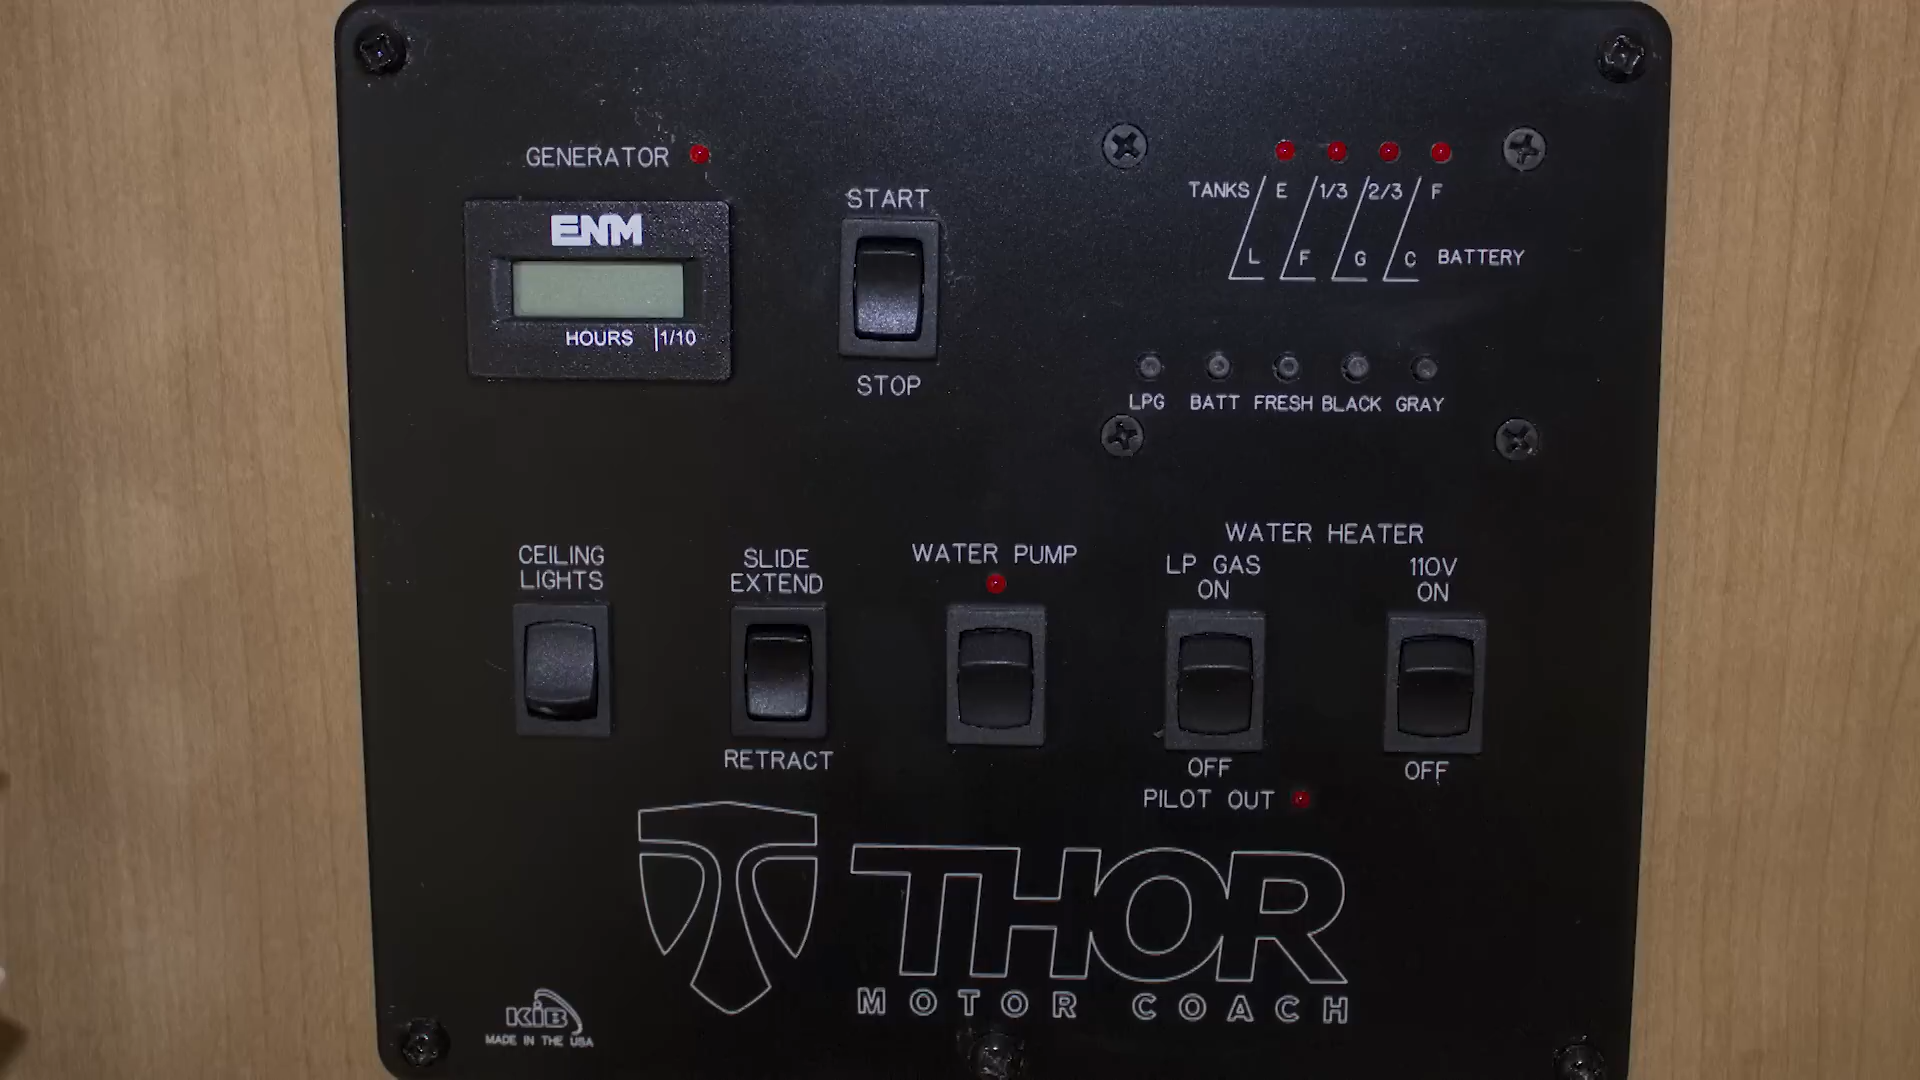 GENERATOR
ENM
HOURS 1/10
START
STOP
TANKS E 1/3 2/3 F
L F G C BATTERY
LPG BATT FRESH BLACK GRAY
CEILING
LIGHTS
SLIDE
EXTEND
RETRACT
WATER PUMP
WATER HEATER
LP GAS
ON
OFF
PILOT OUT
110V
ON
OFF
THOR
MOTOR COACH
KiB
MADE IN THE USA